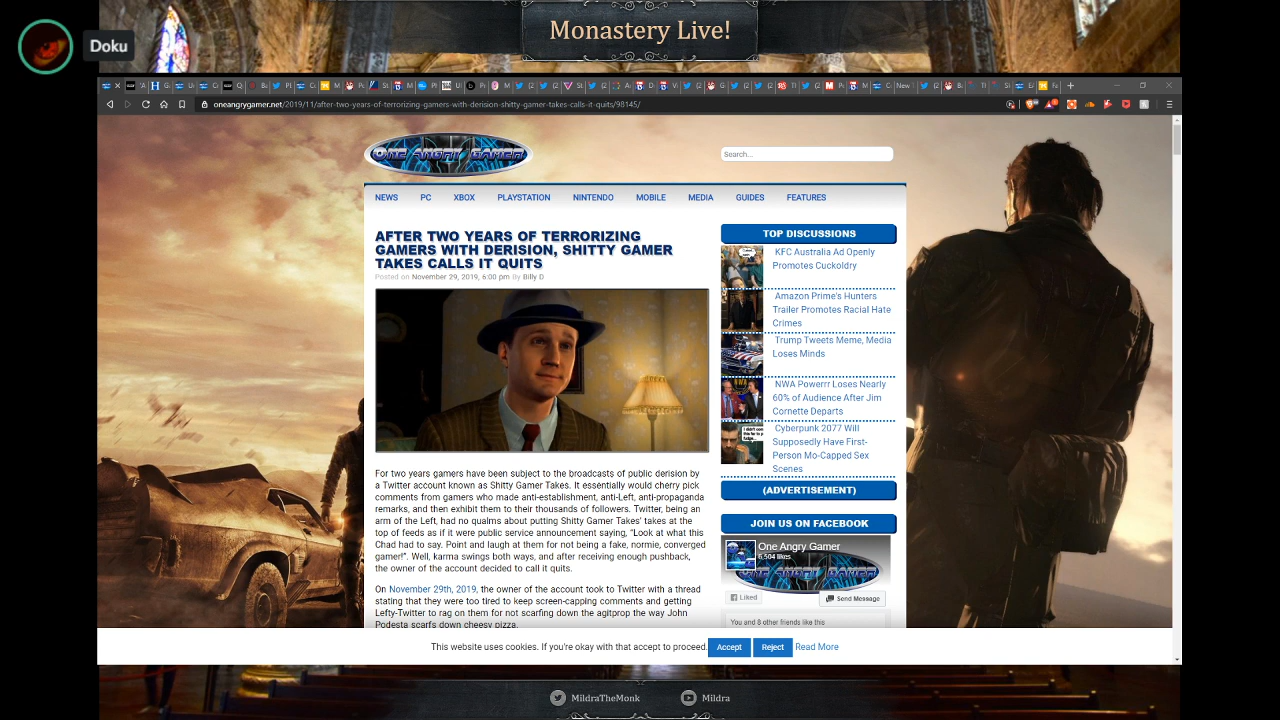 Monastery Live!
Doku
oneangrygamer.net/2019/11/after-two-years-of-terrorizing-gamers-with-derision-shitty-gamer-takes-calls-it-quits/98145/
ONE ANGRY GAMER
Search...
NEWS PC XBOX PLAYSTATION NINTENDO MOBILE MEDIA GUIDES FEATURES
AFTER TWO YEARS OF TERRORIZING
GAMERS WITH DERISION, SHITTY GAMER
TAKES CALLS IT QUITS
Posted on November 29, 2019, 6:00 pm By Billy D
For two years gamers have been subject to the broadcasts of public derision by
a Twitter account known as Shitty Gamer Takes. It essentially would cherry pick
comments from gamers who made anti-establishment, anti-Left, anti-propaganda
remarks, and then exhibit them to their thousands of followers. Twitter, being an
arm of the Left, had no qualms about putting Shitty Gamer Takes' takes at the
top of feeds as if it were public service announcement saying, "Look at what this
Chad had to say. Point and laugh at them for not being a fake, normie, converged
gamer!". Well, karma swings both ways, and after receiving enough pushback,
the owner of the account decided to call it quits.
On November 29th, 2019, the owner of the account took to Twitter with a thread
stating that they were too tired to keep screen-capping comments and getting
Lefty-Twitter to rag on them for not scarfing down the agitprop the way John
Podesta scarfs down cheesy pizza.
TOP DISCUSSIONS
KFC Australia Ad Openly
Promotes Cuckoldry
Amazon Prime's Hunters
Trailer Promotes Racial Hate
Crimes
Trump Tweets Meme, Media
Loses Minds
NWA Powerrr Loses Nearly
60% of Audience After Jim
Cornette Departs
Cyberpunk 2077 Will
Supposedly Have First-
Person Mo-Capped Sex
Scenes
(ADVERTISEMENT)
JOIN US ON FACEBOOK
One Angry Gamer
6,504 likes
ONE ANGRY GAMER
Liked
Send Message
You and 8 other friends like this
This website uses cookies. If you're okay with that accept to proceed. Accept Reject Read More
MildraTheMonk Mildra